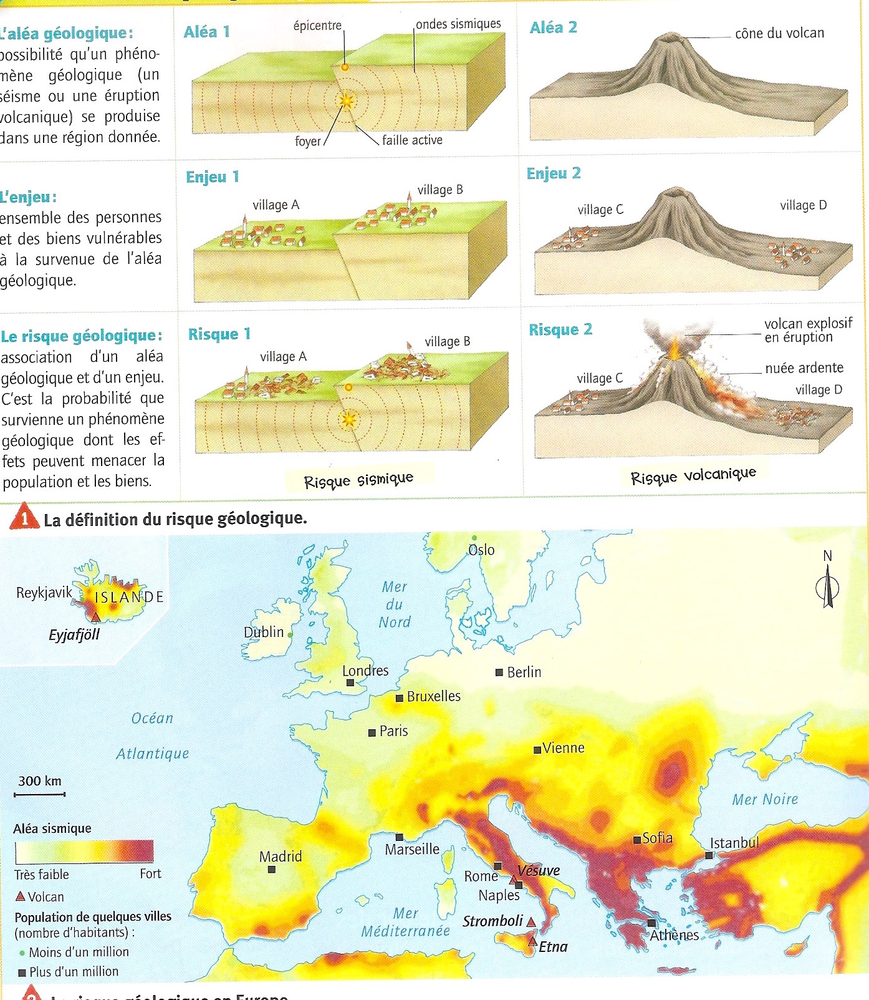 L'aléa géologique :
possibilité qu'un phéno-
mène géologique (un
séisme ou une éruption
volcanique) se produise
dans une région donnée.
Aléa 1
épicentre
ondes sismiques
foyer
faille active
Aléa 2
cône du volcan
L'enjeu :
ensemble des personnes
et des biens vulnérables
à la survenue de l'aléa
géologique.
Enjeu 1
village A
village B
Enjeu 2
village C
village D
Le risque géologique :
association d'un aléa
géologique et d'un enjeu.
C'est la probabilité que
survienne un phénomène
géologique dont les ef-
fets peuvent menacer la
population et les biens.
Risque 1
village A
village B
Risque sismique
Risque 2
volcan explosif
en éruption
nuée ardente
village C
village D
Risque volcanique
1 La définition du risque géologique.
Oslo
N
Reykjavik
ISLANDE
Eyjafjöll
Mer
du
Nord
Dublin
Londres
Berlin
Bruxelles
Océan
Atlantique
Paris
Vienne
300 km
Mer Noire
Aléa sismique
Très faible
Fort
Volcan
Population de quelques villes
(nombre d'habitants) :
Moins d'un million
Plus d'un million
Madrid
Marseille
Sofia
Istanbul
Rome
Vésuve
Naples
Mer
Méditerranée
Stromboli
Etna
Athènes
2 Le risque géologique en Europe.